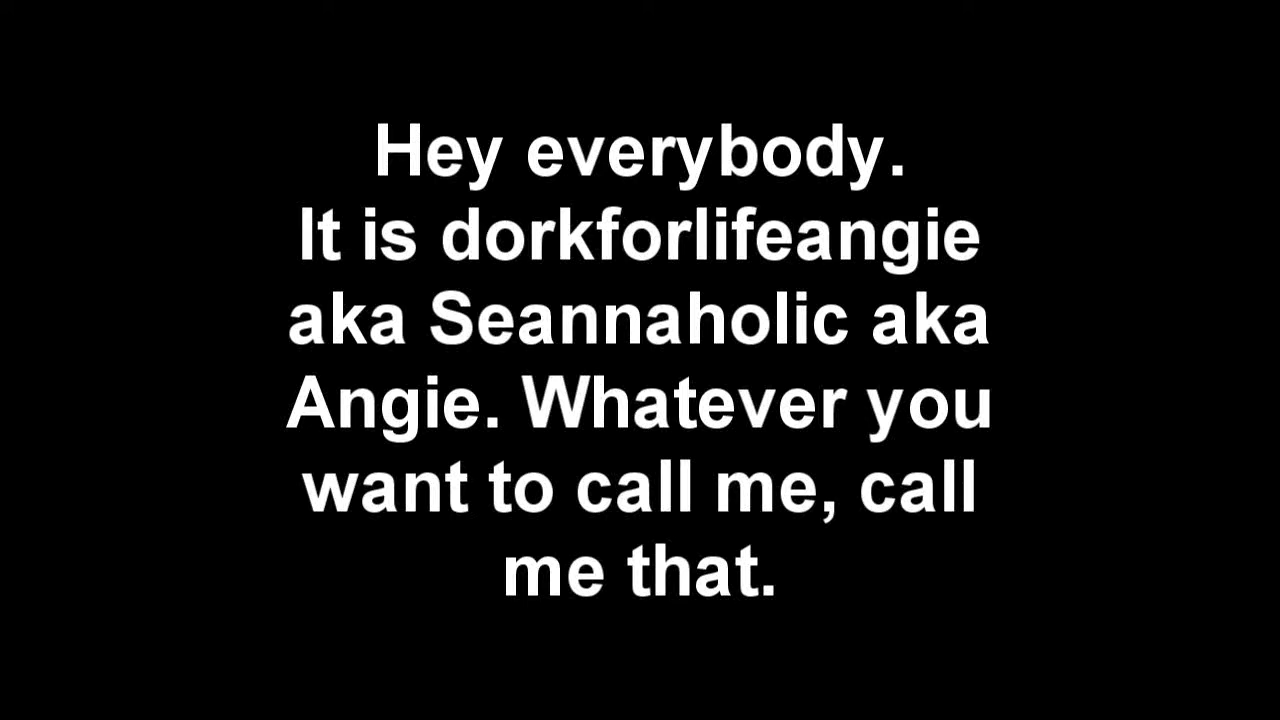 Hey everybody.
It is dorkforlifeangie
aka Seannaholic aka
Angie. Whatever you
want to call me, call
me that.